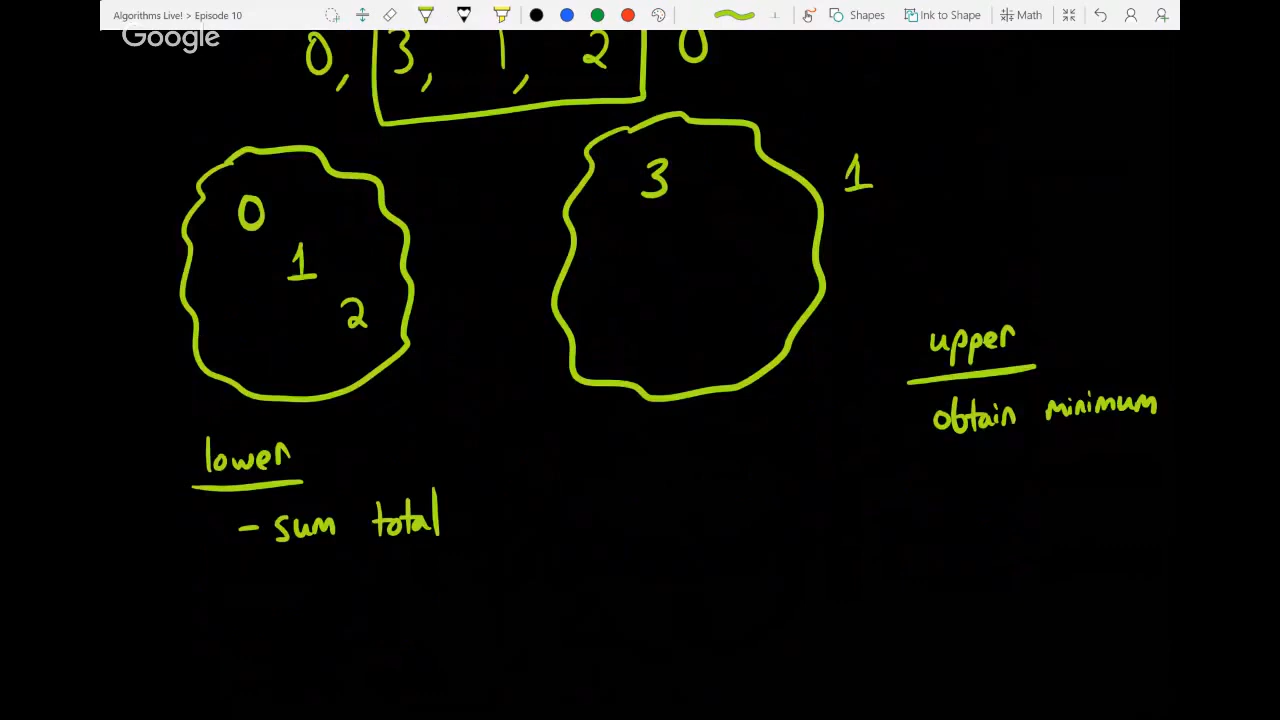 Algorithms Live! > Episode 10
Shapes
Ink to Shape
Math
Google
0, 3, 1, 2 0
3 1
0
1
2
upper
obtain minimum
lower
- sum total